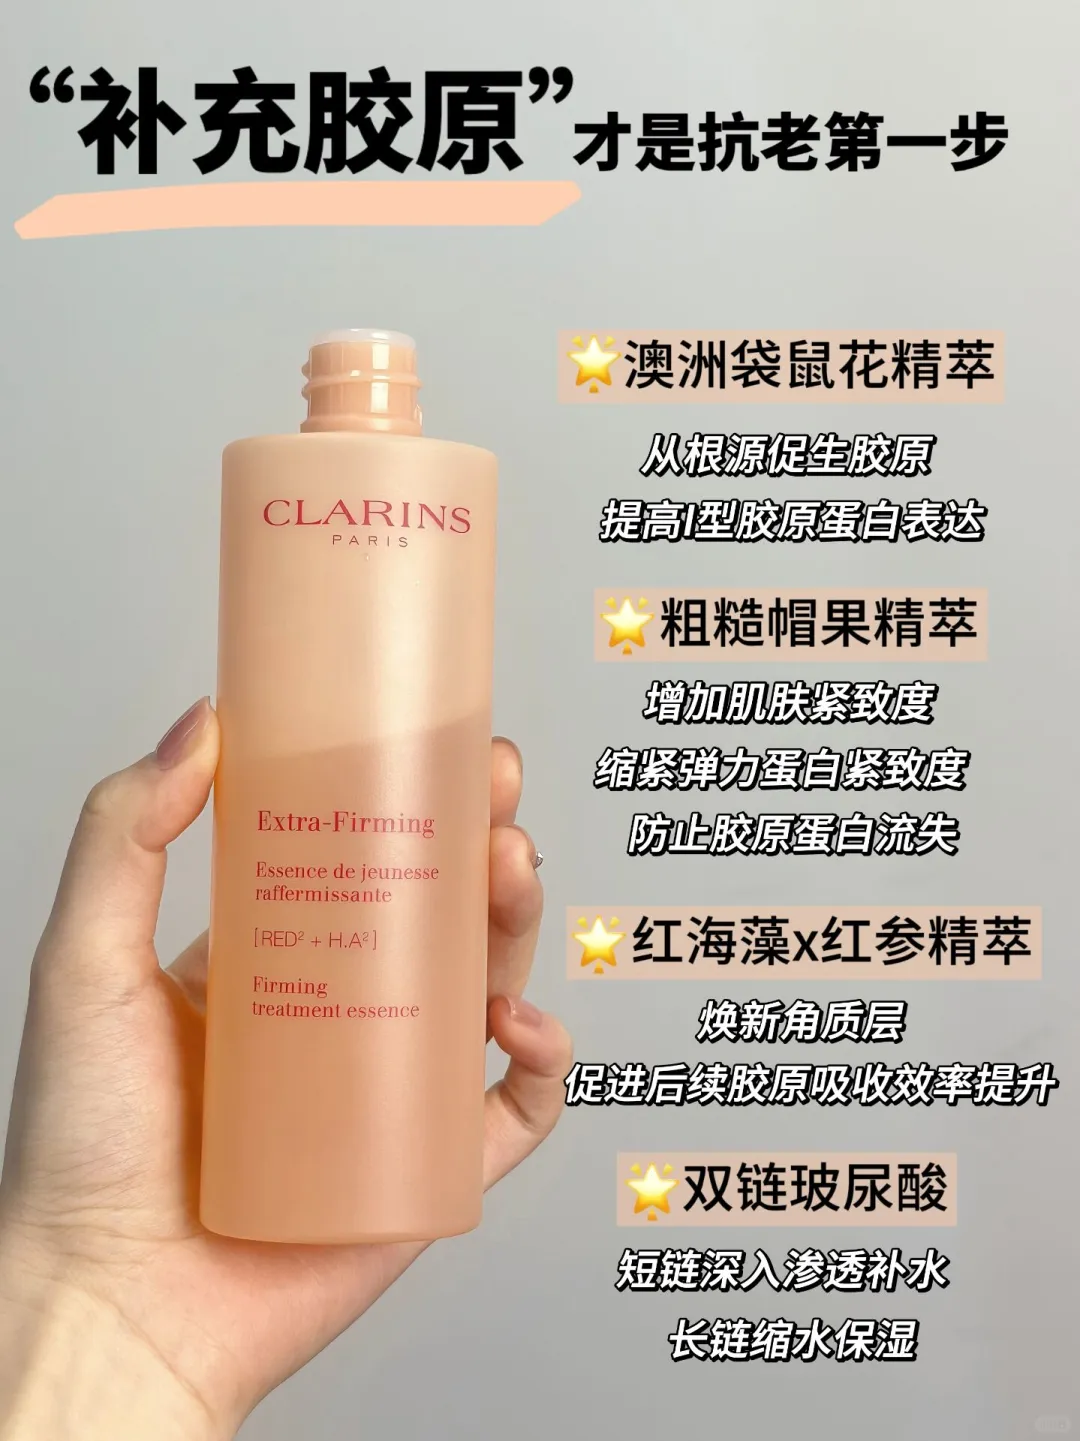 “补充胶原”才是抗老第一步
CLARINS
PARIS
Extra-Firming
Essence de jeunesse
raffermissante
[RED² + H.A²]
Firming
treatment essence
澳洲袋鼠花精萃
从根源促生胶原
提高I型胶原蛋白表达
粗糙帽果精萃
增加肌肤紧致度
缩紧弹力蛋白紧致度
防止胶原蛋白流失
红海藻x红参精萃
焕新角质层
促进后续胶原吸收效率提升
双链玻尿酸
短链深入渗透补水
长链缩水保湿